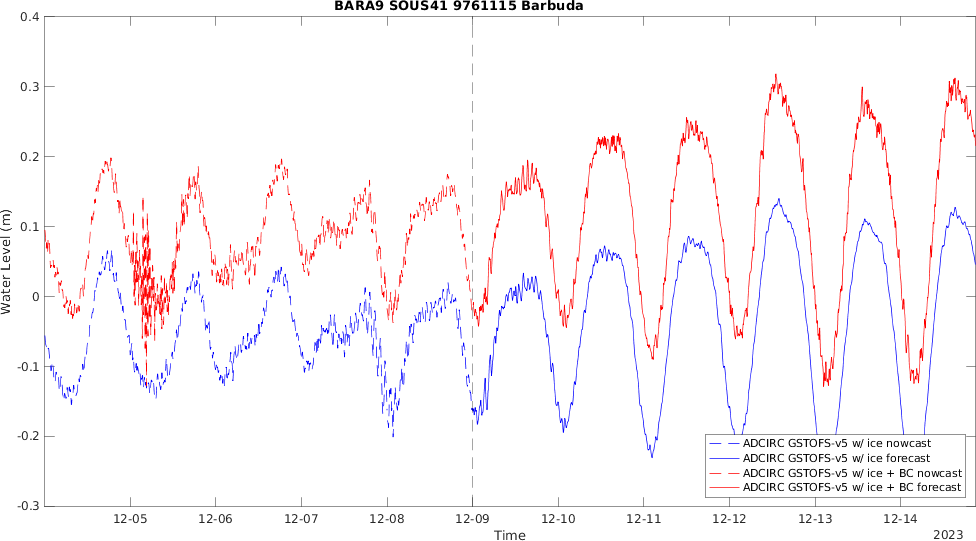 BARA9 SOUS41 9761115 Barbuda
Water Level (m)
0.4
0.3
0.2
0.1
0
-0.1
-0.2
-0.3
ADCIRC GSTOFS-v5 w/ ice nowcast
ADCIRC GSTOFS-v5 w/ ice forecast
ADCIRC GSTOFS-v5 w/ ice + BC nowcast
ADCIRC GSTOFS-v5 w/ ice + BC forecast
12-05 12-06 12-07 12-08 12-09 12-10 12-11 12-12 12-13 12-14
Time
2023